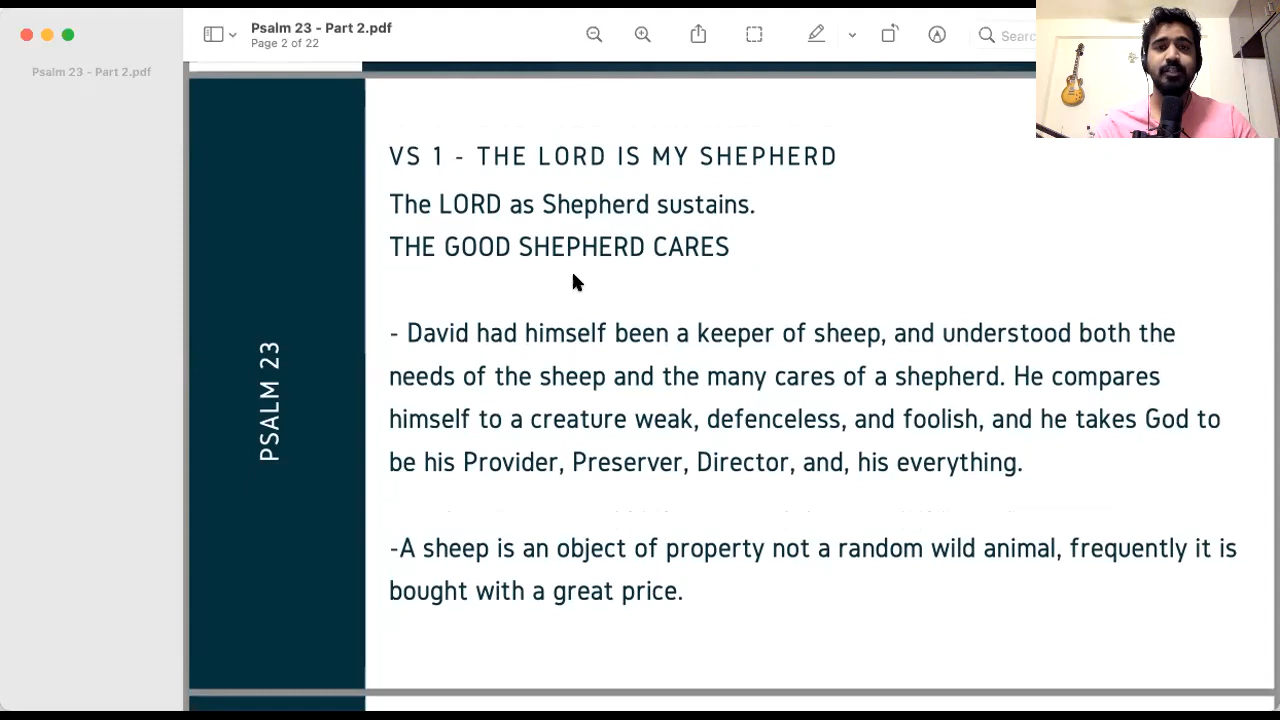 Psalm 23 - Part 2.pdf
Page 2 of 22
Psalm 23 - Part 2.pdf
PSALM 23
VS 1 - THE LORD IS MY SHEPHERD
The LORD as Shepherd sustains.
THE GOOD SHEPHERD CARES
- David had himself been a keeper of sheep, and understood both the
needs of the sheep and the many cares of a shepherd. He compares
himself to a creature weak, defenceless, and foolish, and he takes God to
be his Provider, Preserver, Director, and, his everything.
-A sheep is an object of property not a random wild animal, frequently it is
bought with a great price.